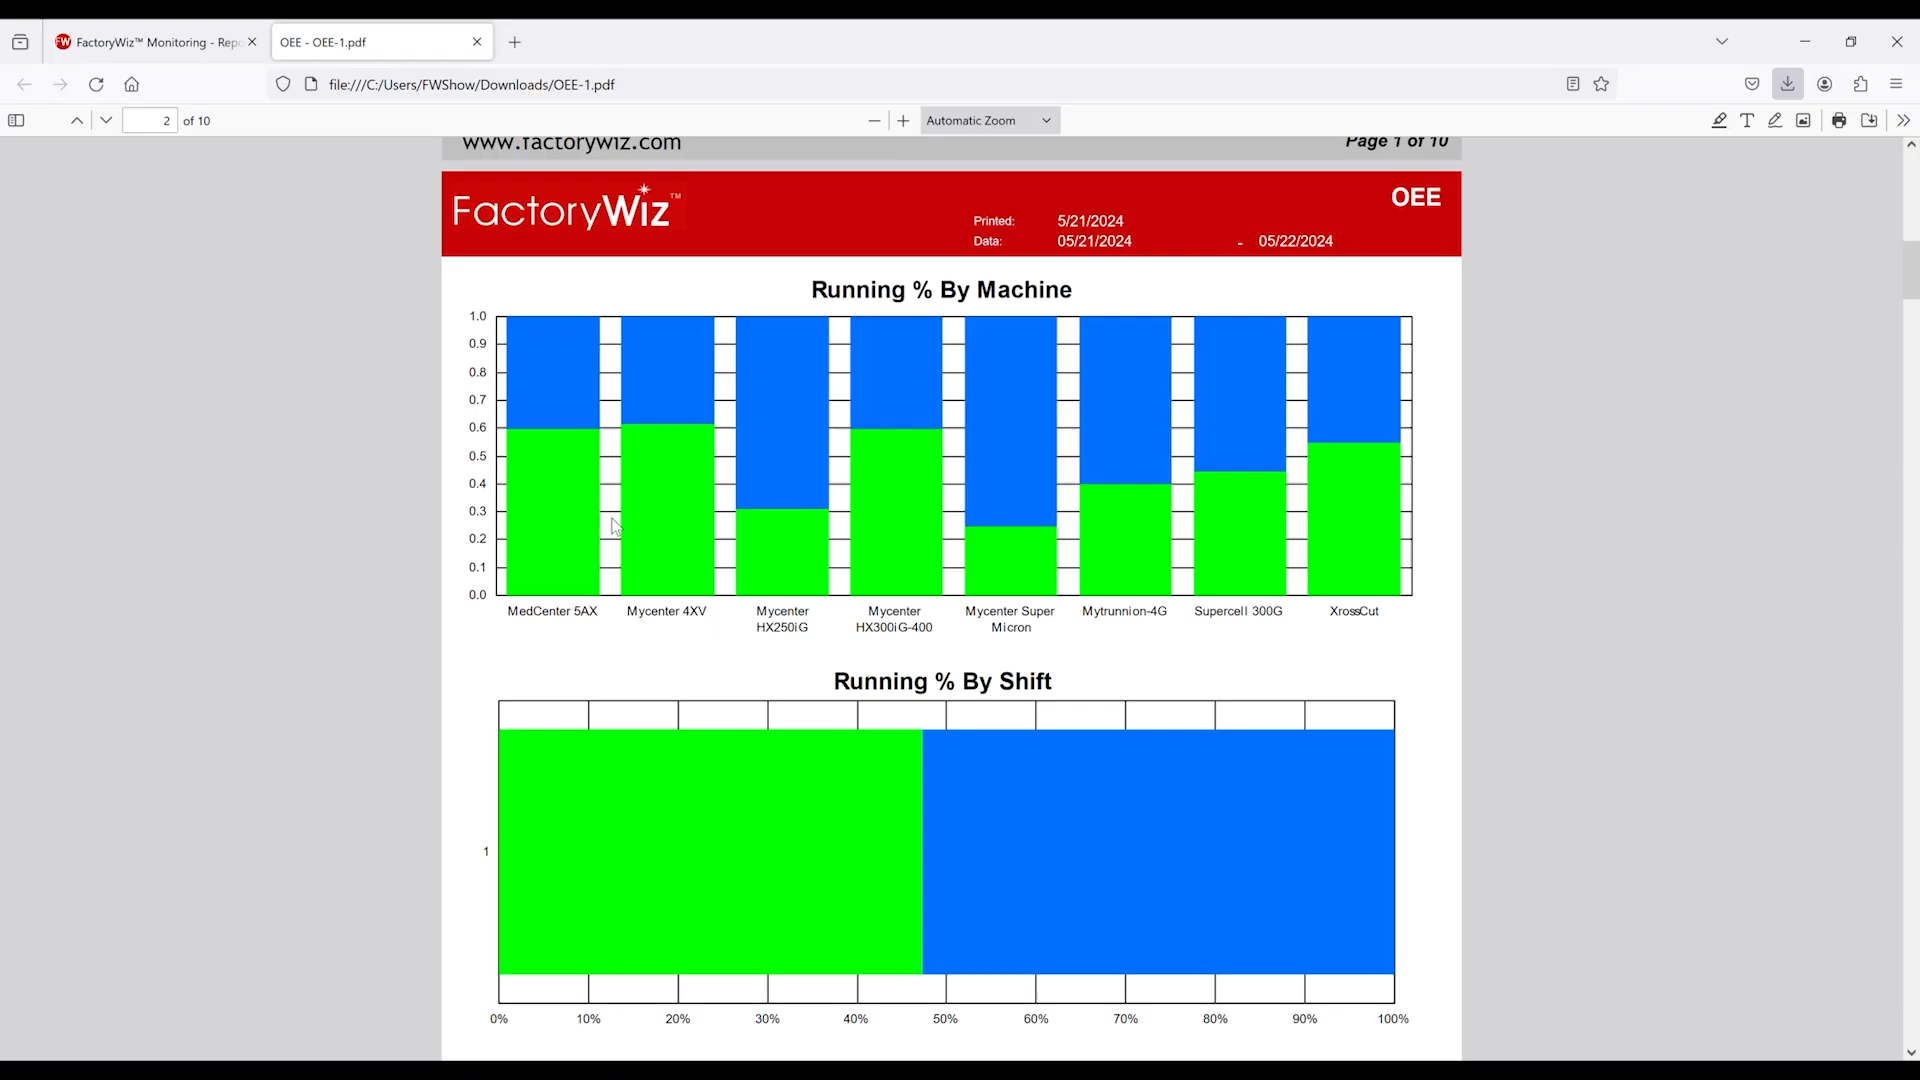 FactoryWiz™ Monitoring - Repo
OEE - OEE-1.pdf
file:///C:/Users/FWShow/Downloads/OEE-1.pdf
2 of 10
Automatic Zoom
www.factorywiz.com
Page 1 of 10
FactoryWiz™
OEE
Printed: 5/21/2024
Data: 05/21/2024 - 05/22/2024
Running % By Machine
1.0
0.9
0.8
0.7
0.6
0.5
0.4
0.3
0.2
0.1
0.0
MedCenter 5AX
Mycenter 4XV
Mycenter
HX250iG
Mycenter
HX300iG-400
Mycenter Super
Micron
Mytrunnion-4G
Supercell 300G
XrossCut
Running % By Shift
1
0% 10% 20% 30% 40% 50% 60% 70% 80% 90% 100%